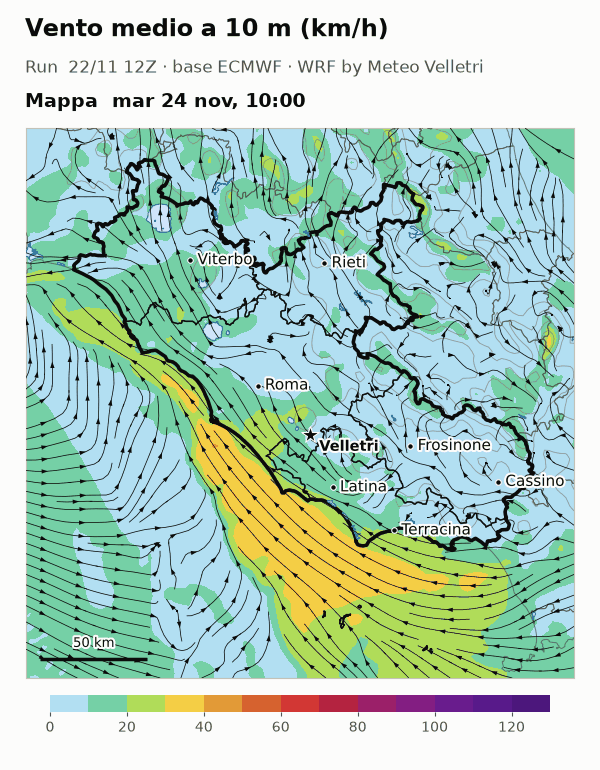 Vento medio a 10 m (km/h)
Run 22/11 12Z · base ECMWF · WRF by Meteo Velletri
Mappa mar 24 nov, 10:00
Viterbo
Rieti
Roma
Velletri
Frosinone
Cassino
Latina
Terracina
50 km
0 20 40 60 80 100 120